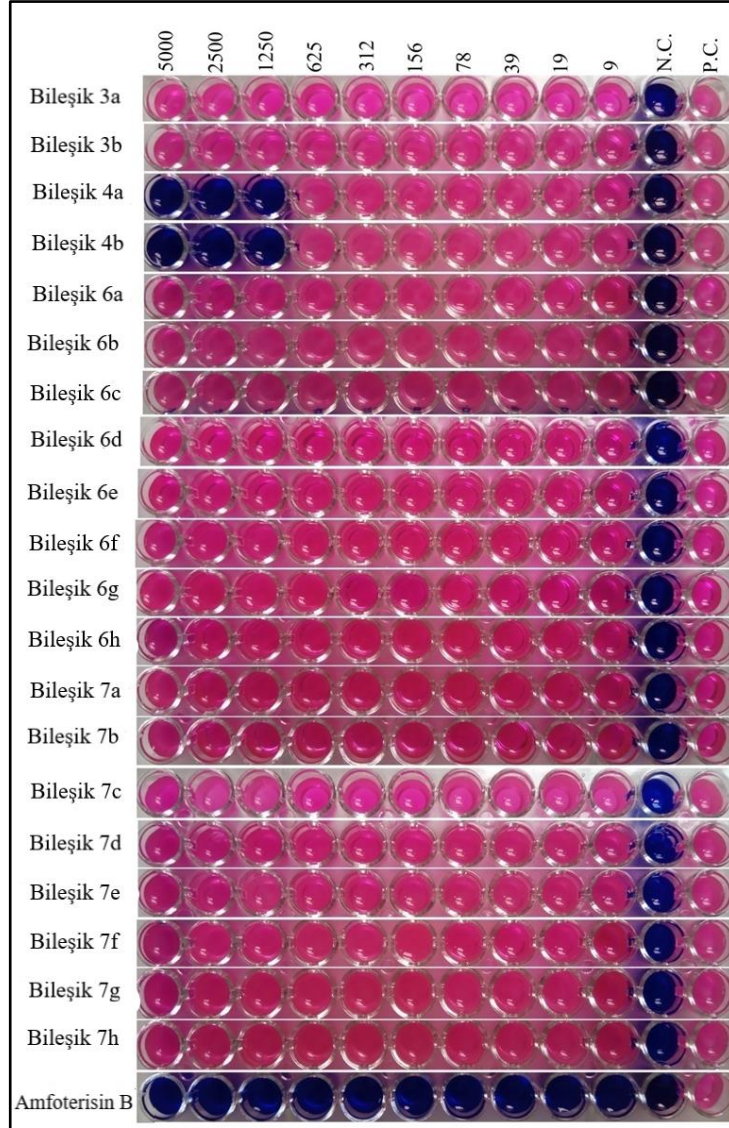 5000 2500 1250 625 312 156 78 39 19 9 N.C. P.C.
Bileşik 3a
Bileşik 3b
Bileşik 4a
Bileşik 4b
Bileşik 6a
Bileşik 6b
Bileşik 6c
Bileşik 6d
Bileşik 6e
Bileşik 6f
Bileşik 6g
Bileşik 6h
Bileşik 7a
Bileşik 7b
Bileşik 7c
Bileşik 7d
Bileşik 7e
Bileşik 7f
Bileşik 7g
Bileşik 7h
Amfoterisin B